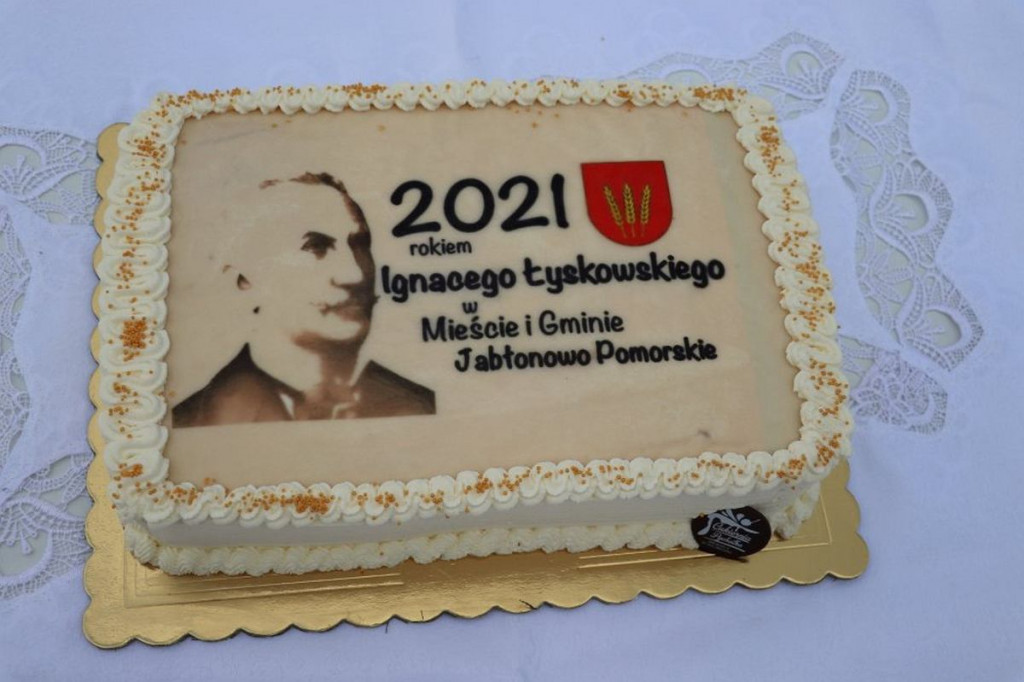 2021
rokiem
Ignacego Łyskowskiego
w
Mieście i Gminie
Jabłonowo Pomorskie